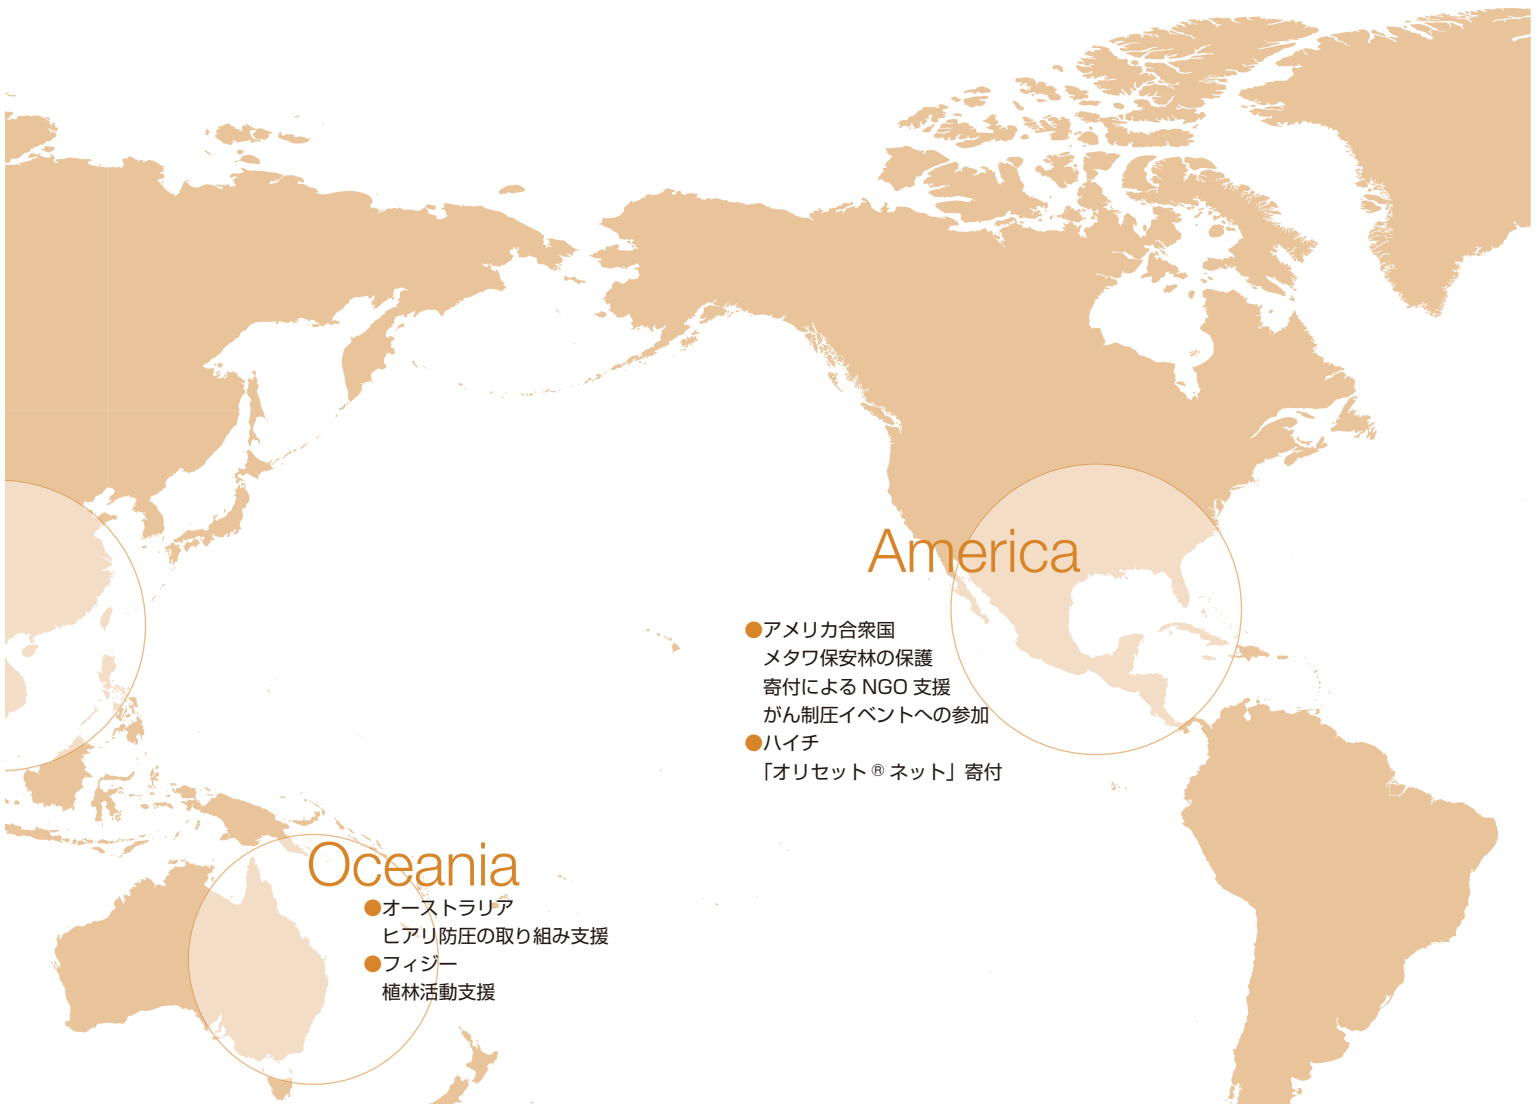 America
●アメリカ合衆国
メタワ保安林の保護
寄付による NGO 支援
がん制圧イベントへの参加
●ハイチ
「オリセット®ネット」寄付
Oceania
●オーストラリア
ヒアリ防圧の取り組み支援
●フィジー
植林活動支援